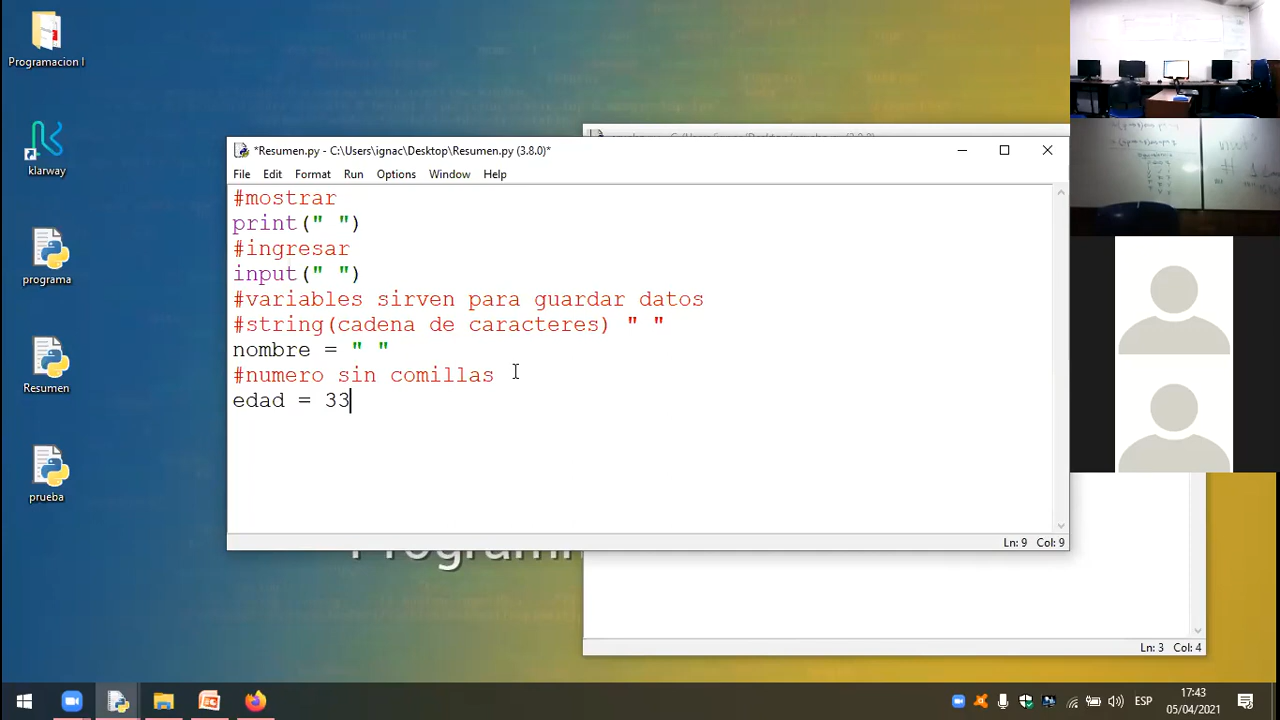 Programacion I
klarway
programa
Resumen
prueba
*Resumen.py - C:\Users\ignac\Desktop\Resumen.py (3.8.0)*
File Edit Format Run Options Window Help
#mostrar
print(" ")
#ingresar
input(" ")
#variables sirven para guardar datos
#string(cadena de caracteres) " "
nombre = " "
#numero sin comillas
edad = 33
Ln: 9 Col: 9
Ln: 3 Col: 4
ESP
17:43
05/04/2021